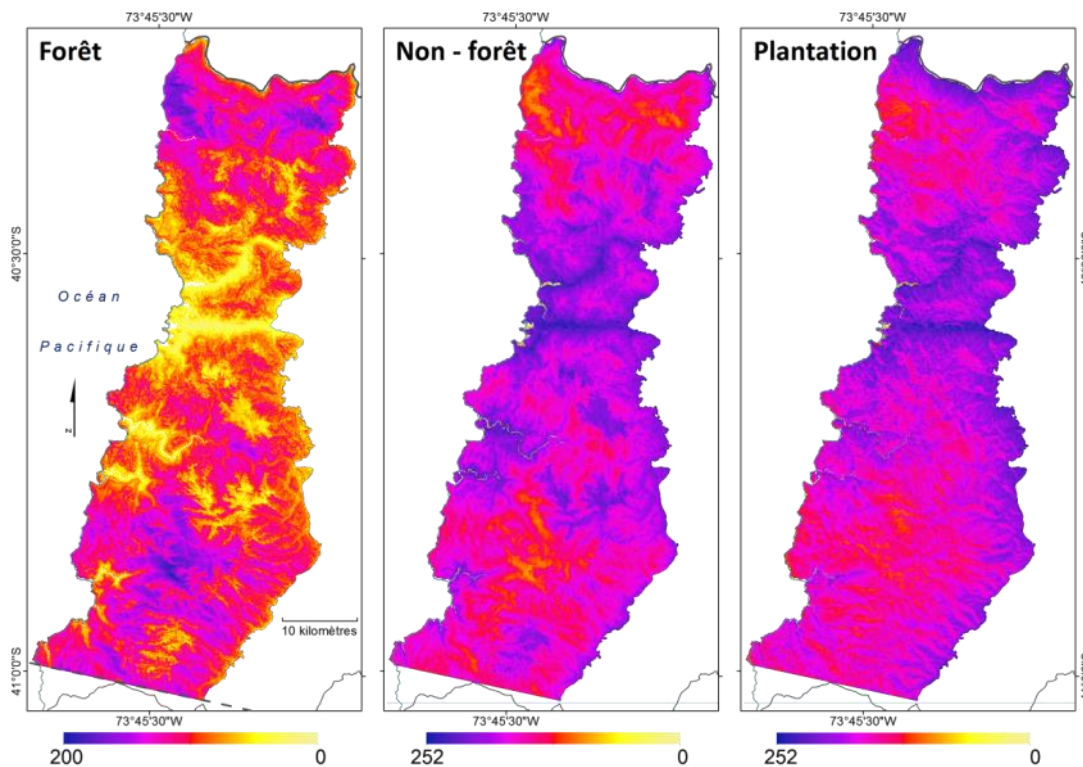 73°45'30"W
73°45'30"W
73°45'30"W
Forêt
Non - forêt
Plantation
40°30'0"S
Océan
Pacifique
z
10 kilomètres
41°0'0"S
73°45'30"W
73°45'30"W
73°45'30"W
200
0
252
0
252
0